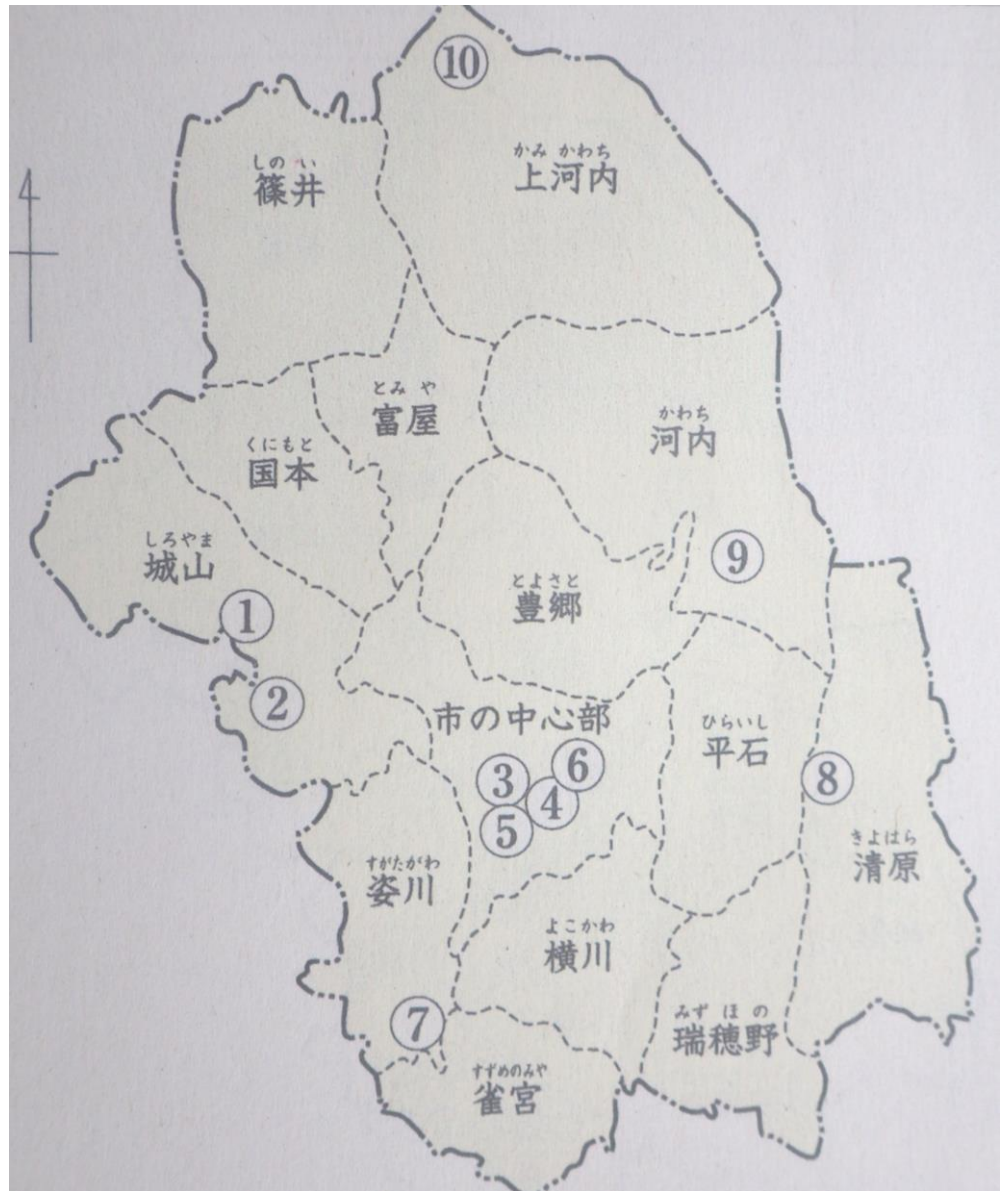 ⑩
かみ かわち
上河内
しの い
篠井
4
とみ や
富屋
かわち
河内
くにもと
国本
しろやま
城山
⑨
とよさと
豊郷
①
②
市の中心部
ひらいし
平石
⑥
③
④
⑤
⑧
きよはら
清原
すがたがわ
姿川
よこかわ
横川
⑦
みず ほ の
瑞穂野
すずめのみや
雀宮